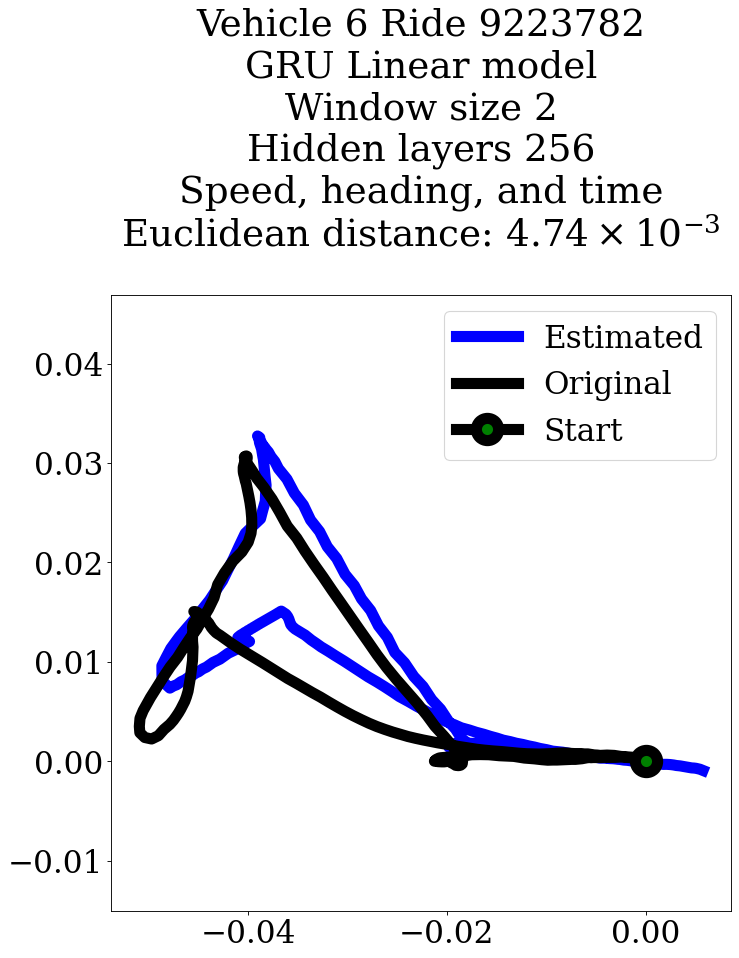 Vehicle 6 Ride 9223782
GRU Linear model
Window size 2
Hidden layers 256
Speed, heading, and time
Euclidean distance: 4.74 × 10⁻³
Estimated
Original
Start
0.04
0.03
0.02
0.01
0.00
−0.01
−0.04
−0.02
0.00